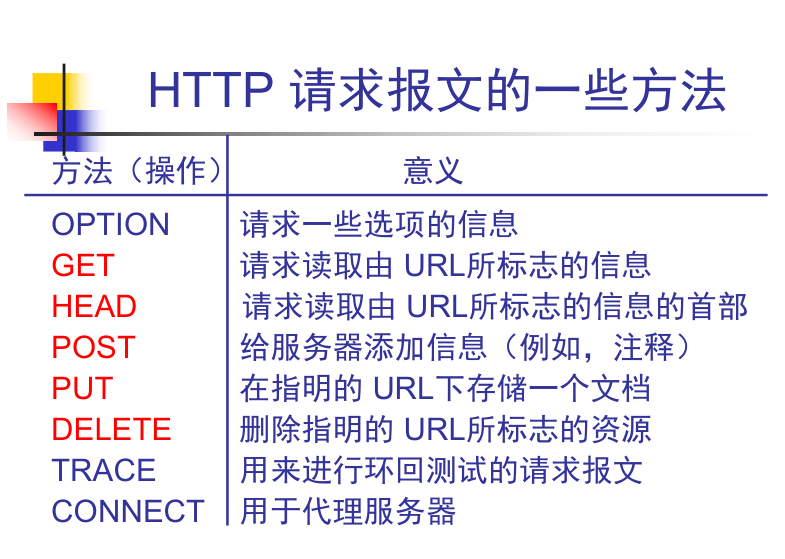 HTTP 请求报文的一些方法
方法（操作） 意义
OPTION 请求一些选项的信息
GET 请求读取由 URL所标志的信息
HEAD 请求读取由 URL所标志的信息的首部
POST 给服务器添加信息（例如，注释）
PUT 在指明的 URL下存储一个文档
DELETE 删除指明的 URL所标志的资源
TRACE 用来进行环回测试的请求报文
CONNECT 用于代理服务器